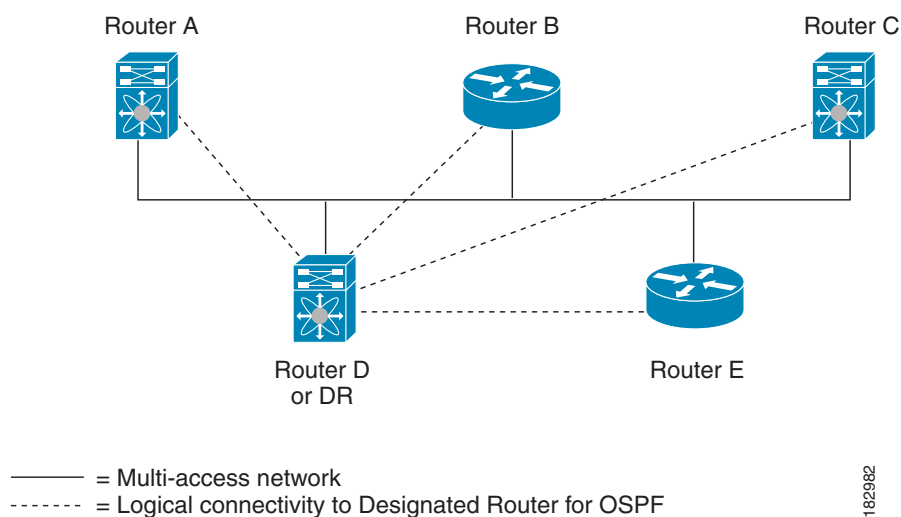 Router A
Router B
Router C
Router D
or DR
Router E
= Multi-access network
= Logical connectivity to Designated Router for OSPF
182982